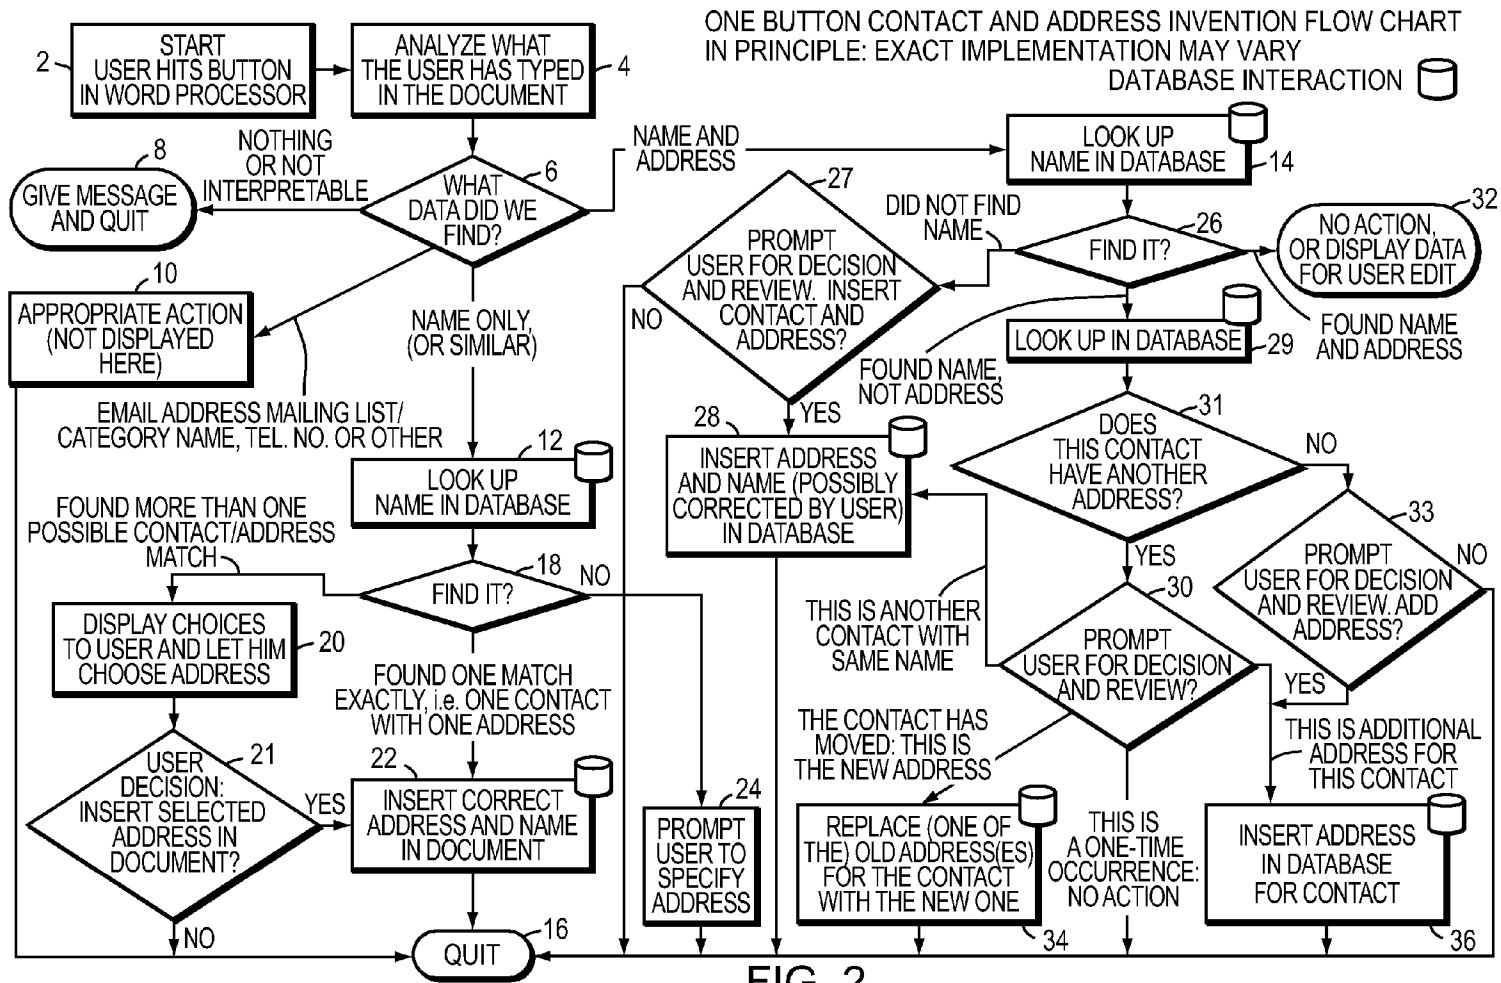 ONE BUTTON CONTACT AND ADDRESS INVENTION FLOW CHART
IN PRINCIPLE: EXACT IMPLEMENTATION MAY VARY
DATABASE INTERACTION
2
START
USER HITS BUTTON
IN WORD PROCESSOR
ANALYZE WHAT
THE USER HAS TYPED
IN THE DOCUMENT
4
NOTHING
OR NOT
INTERPRETABLE
8
GIVE MESSAGE
AND QUIT
6
WHAT
DATA DID WE
FIND?
NAME AND
ADDRESS
LOOK UP
NAME IN DATABASE
14
10
APPROPRIATE ACTION
(NOT DISPLAYED
HERE)
EMAIL ADDRESS MAILING LIST/
CATEGORY NAME, TEL. NO. OR OTHER
NAME ONLY,
(OR SIMILAR)
27
PROMPT
USER FOR DECISION
AND REVIEW. INSERT
CONTACT AND
ADDRESS?
NO
YES
DID NOT FIND
NAME
26
FIND IT?
32
NO ACTION,
OR DISPLAY DATA
FOR USER EDIT
FOUND NAME
AND ADDRESS
LOOK UP IN DATABASE
29
FOUND NAME,
NOT ADDRESS
12
LOOK UP
NAME IN DATABASE
28
INSERT ADDRESS
AND NAME (POSSIBLY
CORRECTED BY USER)
IN DATABASE
31
DOES
THIS CONTACT
HAVE ANOTHER
ADDRESS?
NO
YES
33
PROMPT
USER FOR DECISION
AND REVIEW. ADD
ADDRESS?
NO
YES
FOUND MORE THAN ONE
POSSIBLE CONTACT/ADDRESS
MATCH
18
FIND IT?
NO
DISPLAY CHOICES
TO USER AND LET HIM
CHOOSE ADDRESS
20
FOUND ONE MATCH
EXACTLY, i.e. ONE CONTACT
WITH ONE ADDRESS
THIS IS ANOTHER
CONTACT WITH
SAME NAME
30
PROMPT
USER FOR DECISION
AND REVIEW?
THE CONTACT HAS
MOVED: THIS IS
THE NEW ADDRESS
THIS IS ADDITIONAL
ADDRESS FOR
THIS CONTACT
21
USER
DECISION:
INSERT SELECTED
ADDRESS IN
DOCUMENT?
YES
NO
22
INSERT CORRECT
ADDRESS AND NAME
IN DOCUMENT
24
PROMPT
USER TO
SPECIFY
ADDRESS
REPLACE (ONE OF
THE) OLD ADDRESS(ES)
FOR THE CONTACT
WITH THE NEW ONE
34
THIS IS
A ONE-TIME
OCCURRENCE:
NO ACTION
INSERT ADDRESS
IN DATABASE
FOR CONTACT
36
16
QUIT
FIG. 2